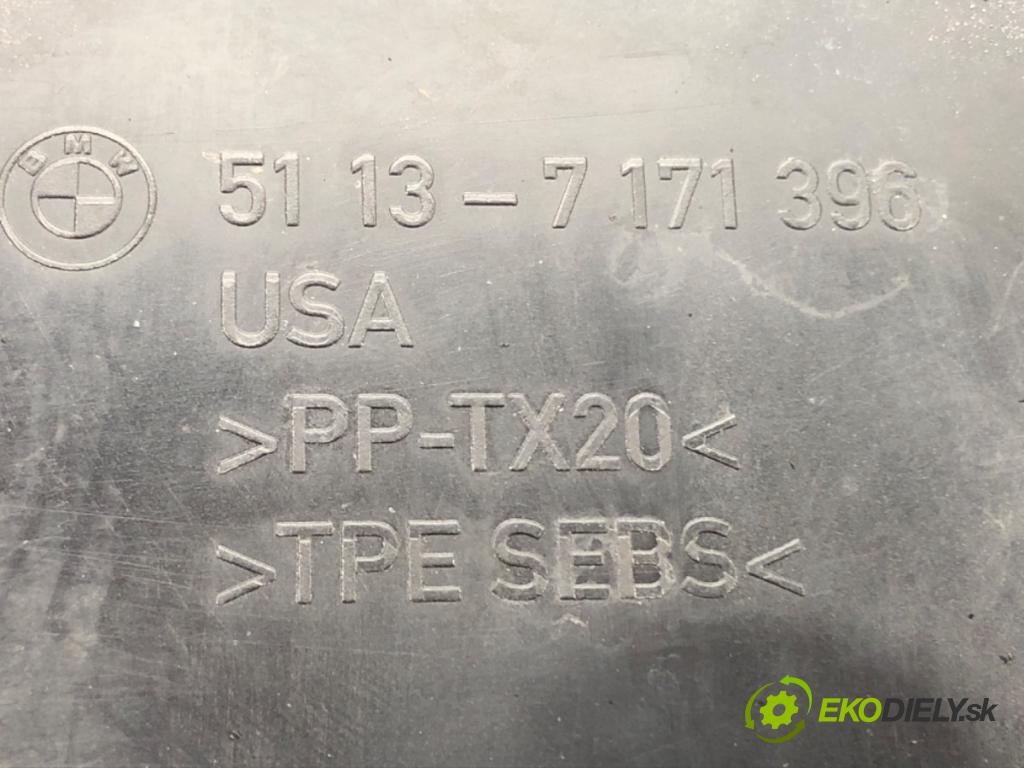 BMW
51 13 - 7 171 396
USA
>PP-TX20<
>TPE SEBS<
EKODIELY.sk